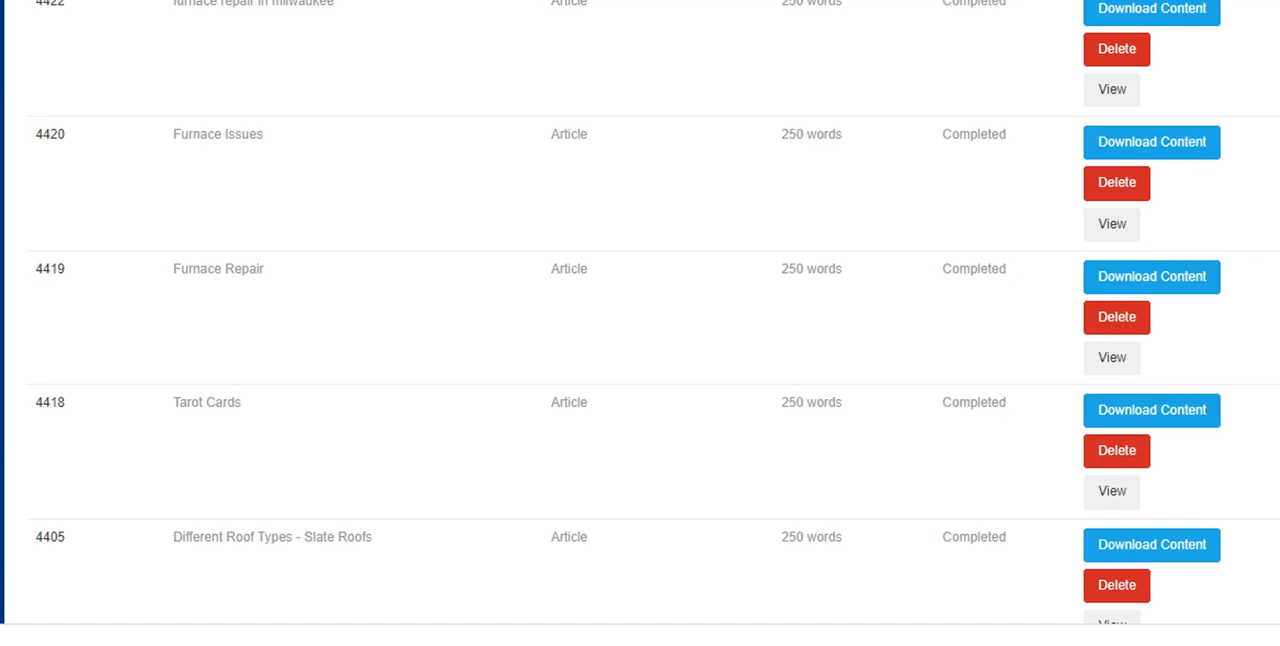 4422 furnace repair in milwaukee Article 250 words Completed Download Content
Delete
View
4420 Furnace Issues Article 250 words Completed Download Content
Delete
View
4419 Furnace Repair Article 250 words Completed Download Content
Delete
View
4418 Tarot Cards Article 250 words Completed Download Content
Delete
View
4405 Different Roof Types - Slate Roofs Article 250 words Completed Download Content
Delete
View